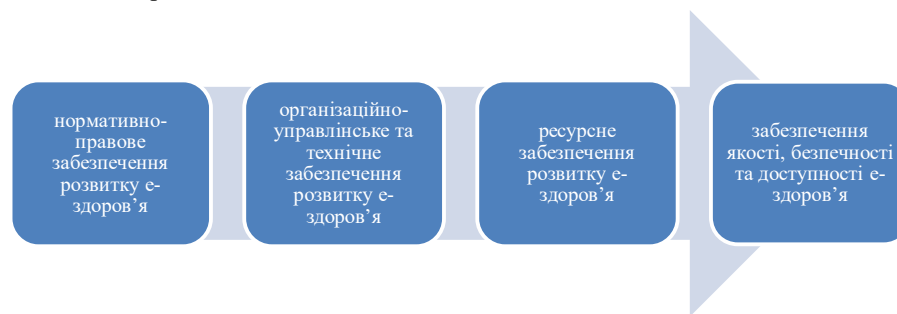 нормативно-
правове
забезпечення
розвитку е-
здоров’я
організаційно-
управлінське та
технічне
забезпечення
розвитку е-
здоров’я
ресурсне
забезпечення
розвитку е-
здоров’я
забезпечення
якості, безпечності
та доступності е-
здоров’я